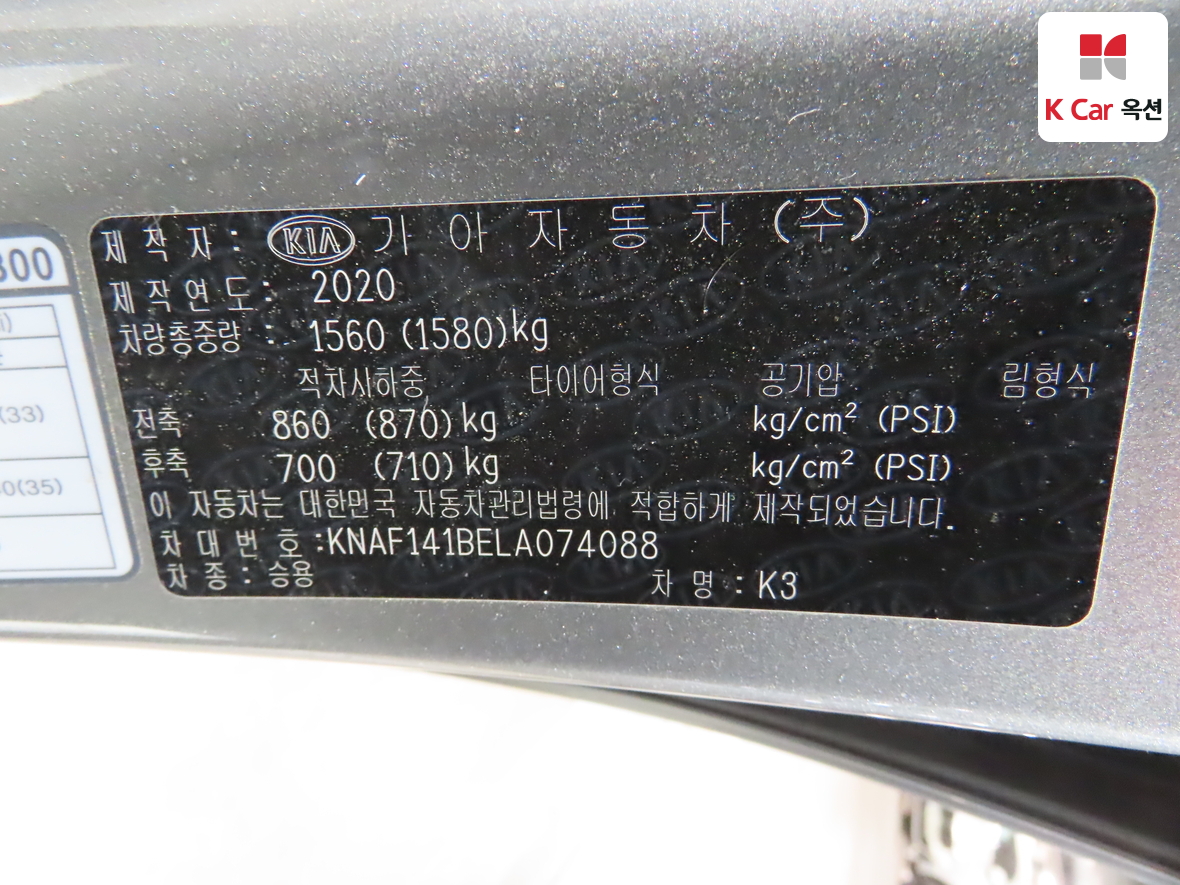 K Car 옥션
제작자 : KIA 기아자동차 (주)
제작연도 : 2020
차량총중량 : 1560 (1580)kg
적차시하중 타이어형식 공기압 림형식
전축 860 (870)kg kg/cm² (PSI)
후축 700 (710)kg kg/cm² (PSI)
이 자동차는 대한민국 자동차관리법령에 적합하게 제작되었습니다.
차대번호 :KNAF141BELA074088
차종 : 승용 차명 : K3
300
(33)
0(35)